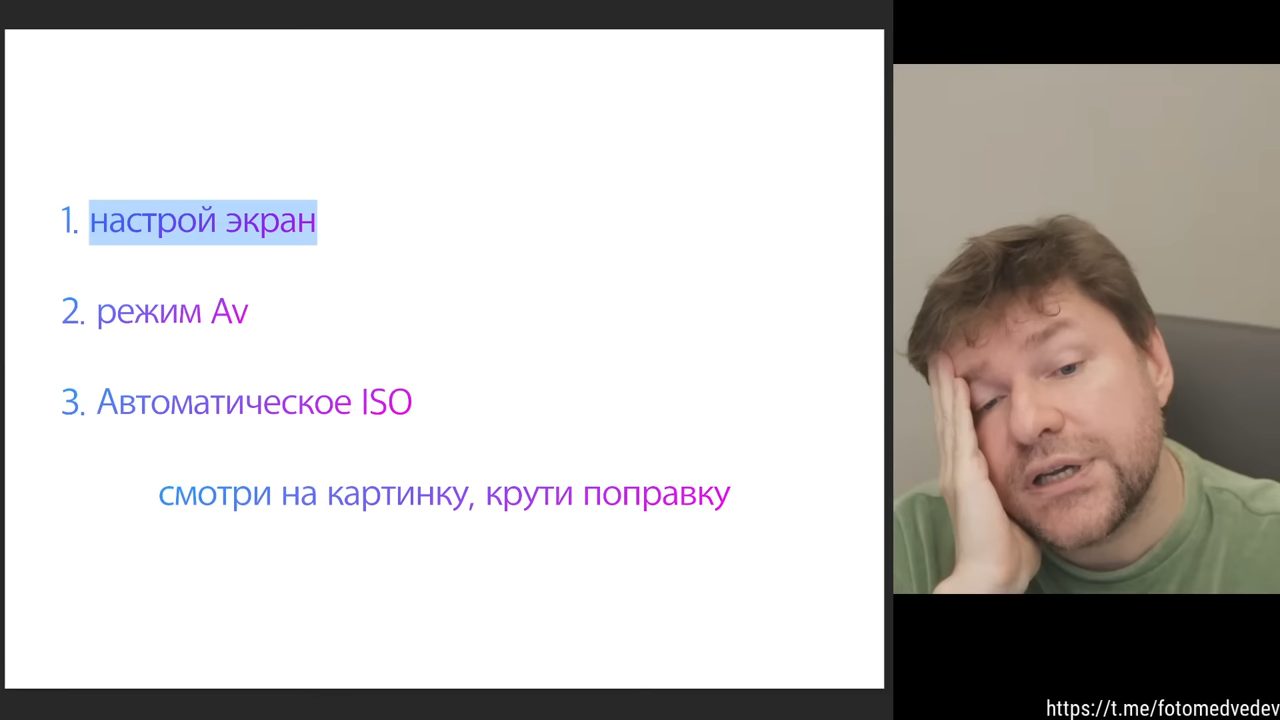 1. настрой экран
2. режим Av
3. Автоматическое ISO
смотри на картинку, крути поправку
https://t.me/fotomedvedev